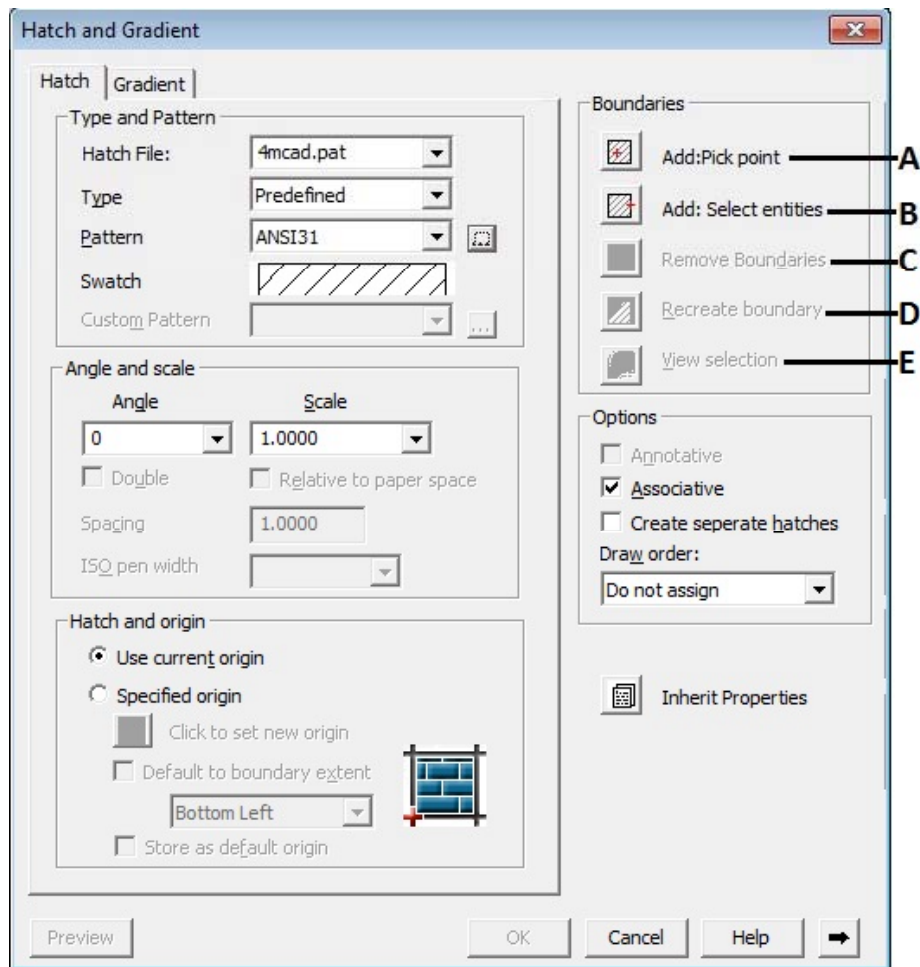 Hatch and Gradient
Hatch Gradient
Type and Pattern
Hatch File: 4mcad.pat
Type Predefined
Pattern ANSI31
Swatch
Custom Pattern ...
Angle and scale
Angle Scale
0 1.0000
Double Relative to paper space
Spacing 1.0000
ISO pen width
Hatch and origin
Use current origin
Specified origin
Click to set new origin
Default to boundary extent
Bottom Left
Store as default origin
Boundaries
Add:Pick point A
Add: Select entities B
Remove Boundaries C
Recreate boundary D
View selection E
Options
Annotative
Associative
Create seperate hatches
Draw order:
Do not assign
Inherit Properties
Preview OK Cancel Help